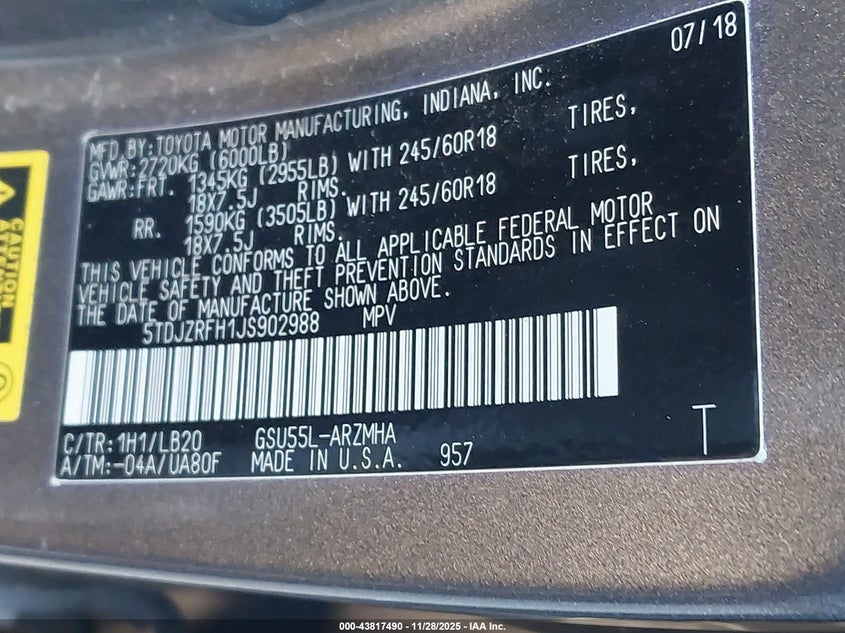 07/18
MFD.BY:TOYOTA MOTOR MANUFACTURING, INDIANA, INC.
GVWR:2720KG (6000LB)
GAWR:FRT. 1345KG (2955LB) WITH 245/60R18 TIRES,
18X7.5J RIMS.
RR. 1590KG (3505LB) WITH 245/60R18 TIRES,
18X7.5J RIMS.
THIS VEHICLE CONFORMS TO ALL APPLICABLE FEDERAL MOTOR
VEHICLE SAFETY AND THEFT PREVENTION STANDARDS IN EFFECT ON
THE DATE OF MANUFACTURE SHOWN ABOVE.
5TDJZRFH1JS902988 MPV
C/TR:1H1/LB20 GSU55L-ARZMHA
A/TM:-04A/UA80F MADE IN U.S.A. 957
T
CAUTION
000-43817490 - 11/28/2025 - IAA Inc.